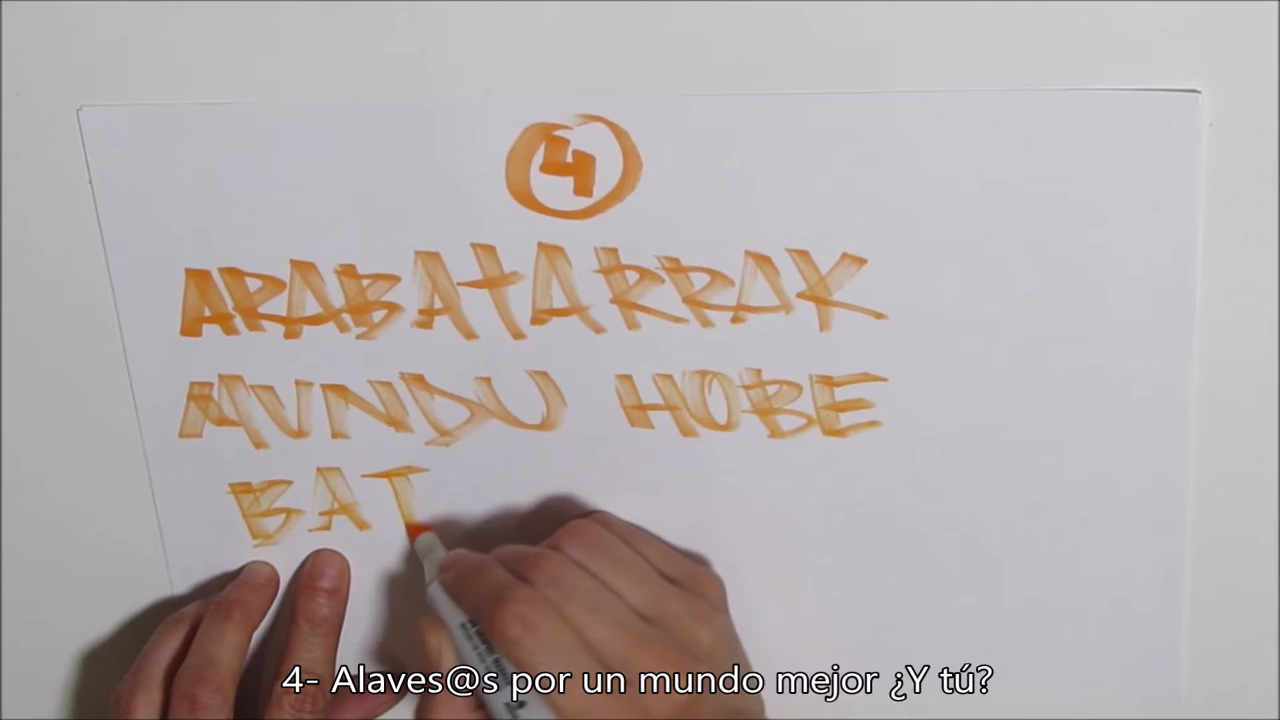 4
ARABATARRAK
MUNDU HOBE
BAT
4- Alaves@s por un mundo mejor ¿Y tú?